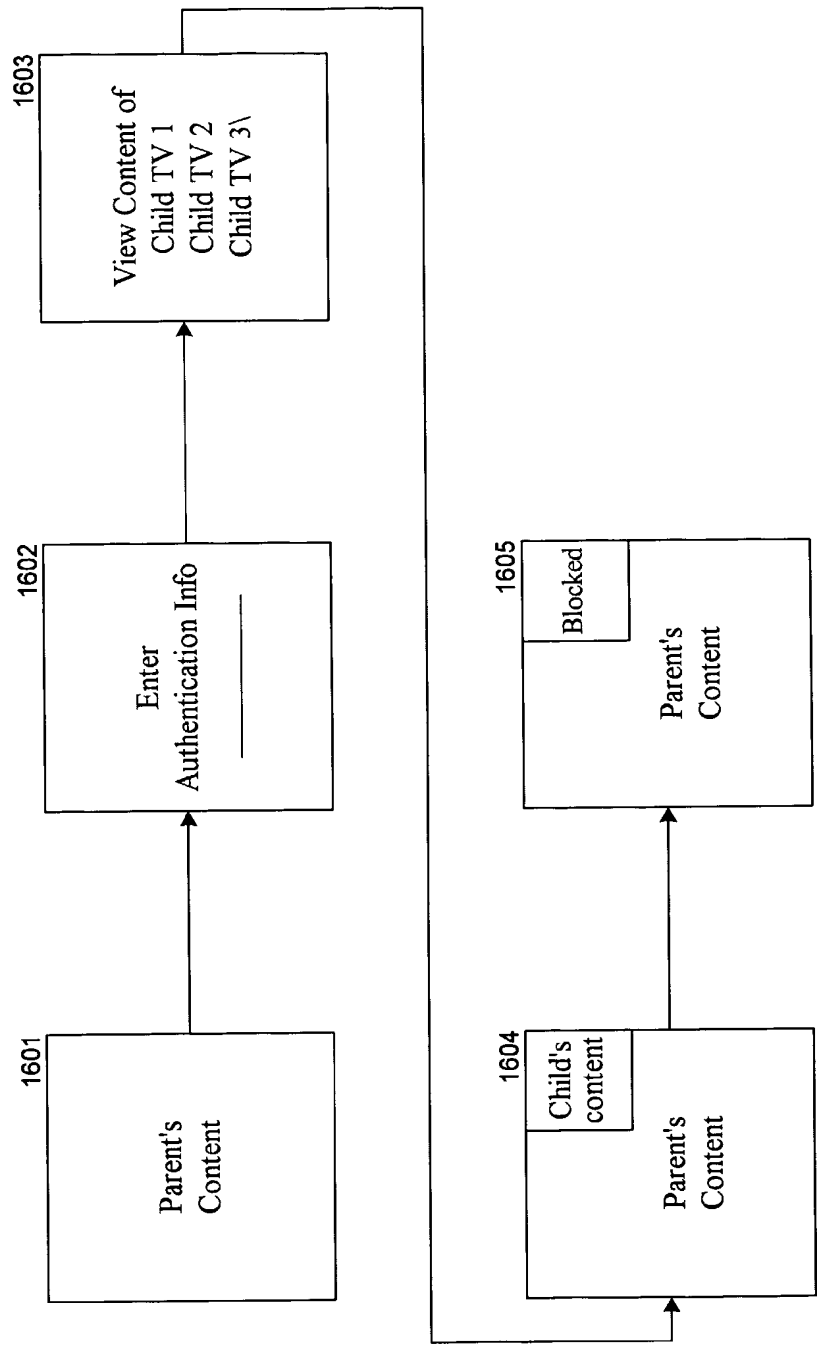 1601
Parent's
Content
1602
Enter
Authentication Info
1603
View Content of
Child TV 1
Child TV 2
Child TV 3\
1604
Child's
content
Parent's
Content
1605
Blocked
Parent's
Content